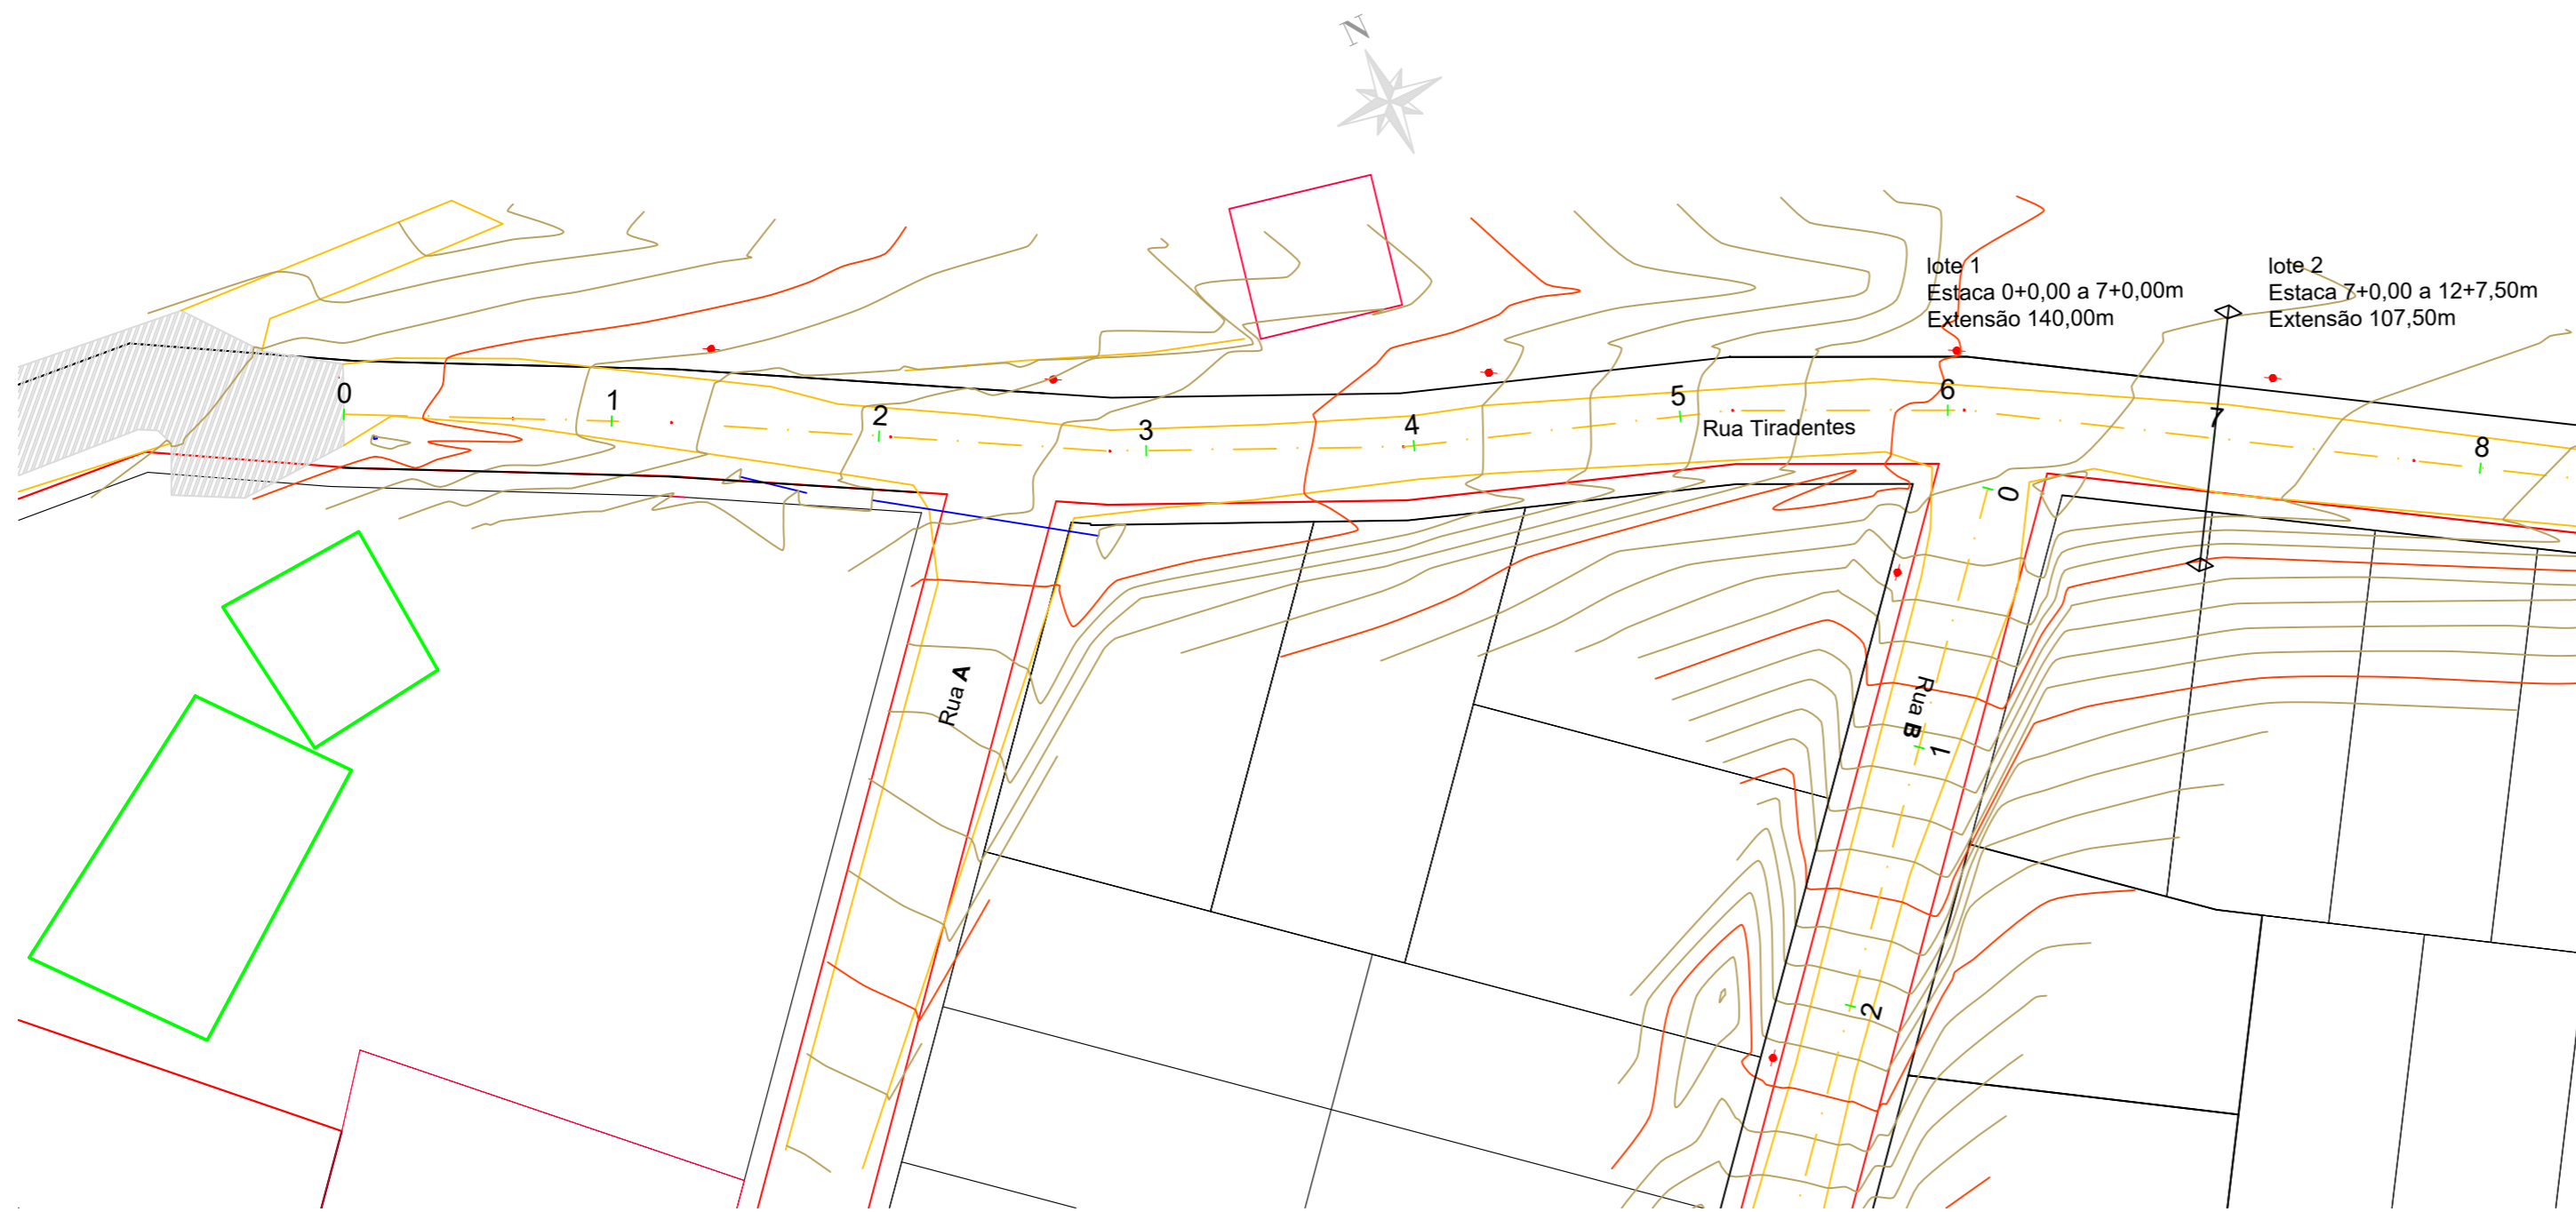 N
lote 1
Estaca 0+0,00 a 7+0,00m
Extensão 140,00m
lote 2
Estaca 7+0,00 a 12+7,50m
Extensão 107,50m
0
1
2
3
4
5
6
7
8
Rua Tiradentes
0
Rua A
Rua B
1
2